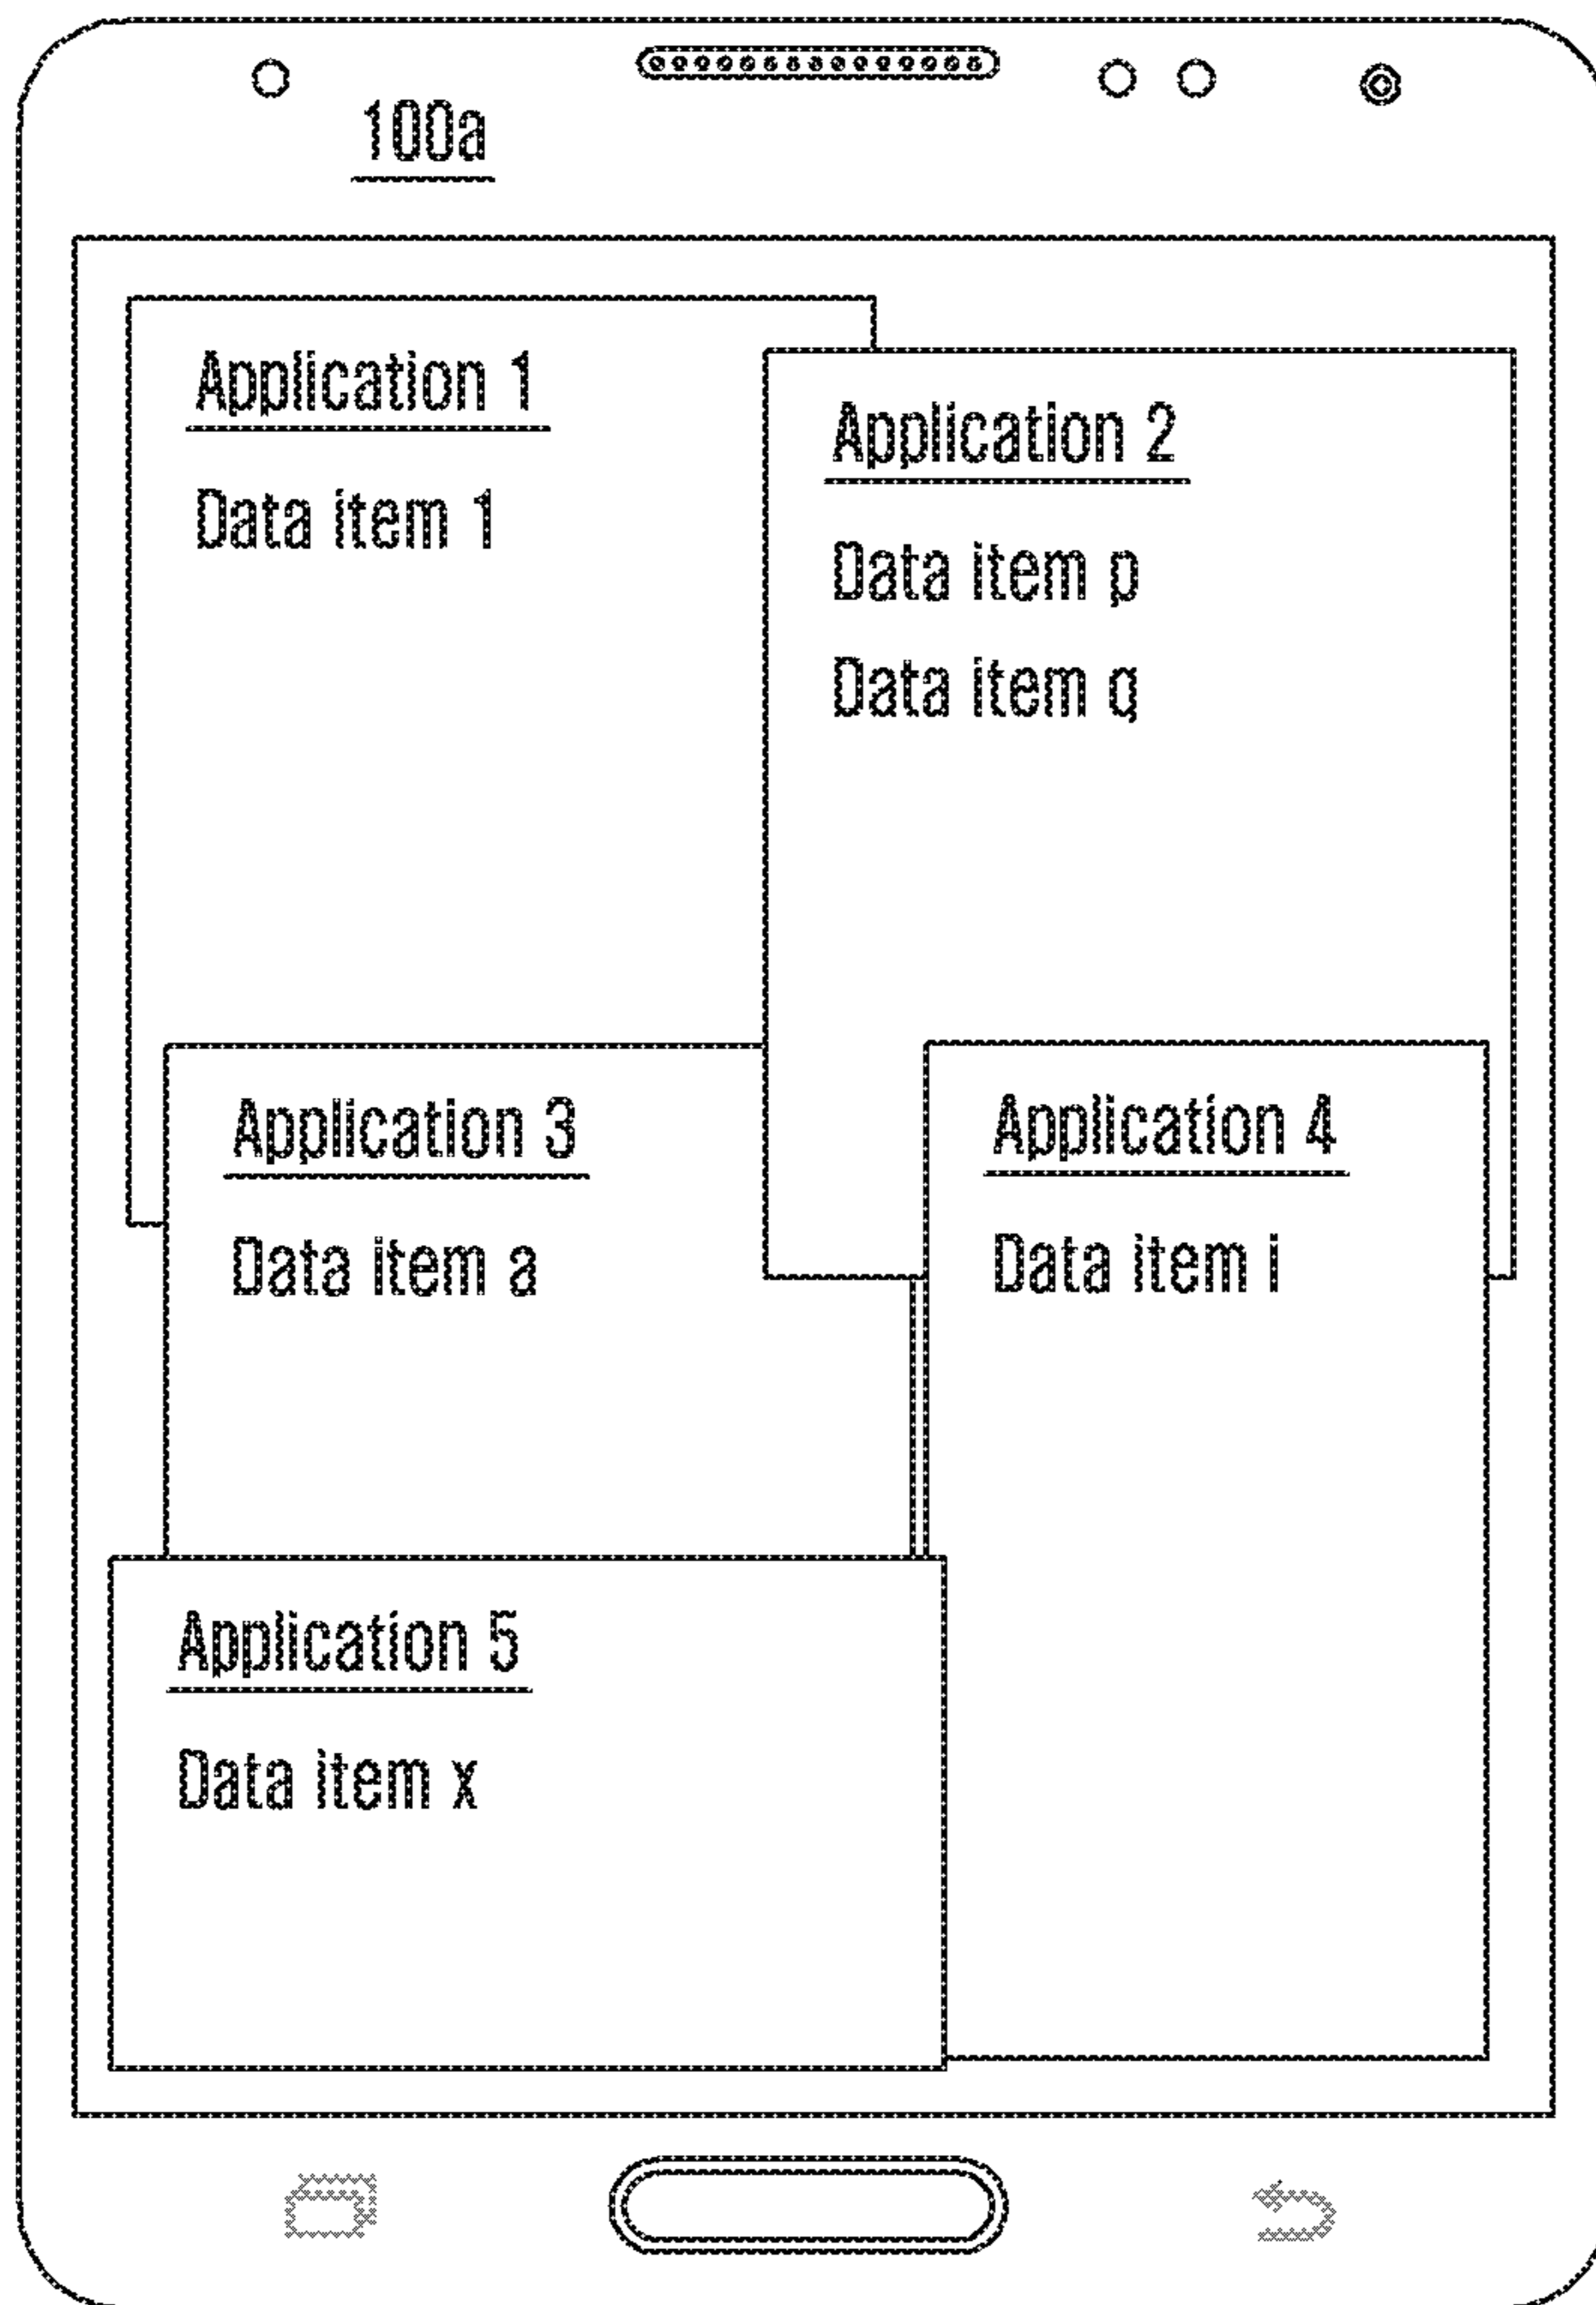 100a
Application 1
Data item 1
Application 2
Data item p
Data item q
Application 3
Data item a
Application 4
Data item i
Application 5
Data item x